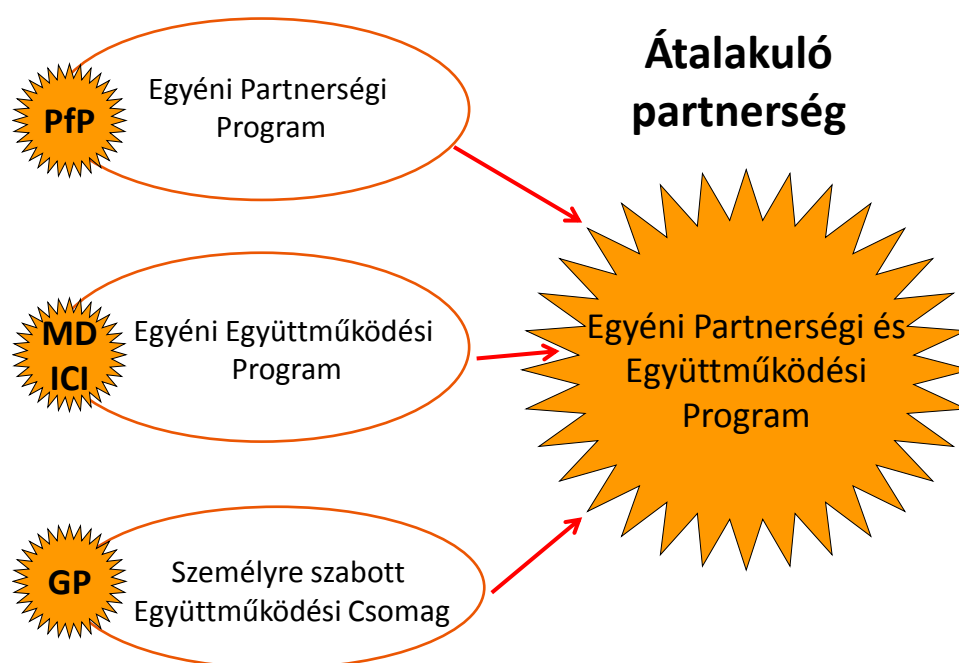 Átalakuló
partnerség
PfP
Egyéni Partnerségi
Program
MD
ICI
Egyéni Együttműködési
Program
GP
Személyre szabott
Együttműködési Csomag
Egyéni Partnerségi és
Együttműködési
Program